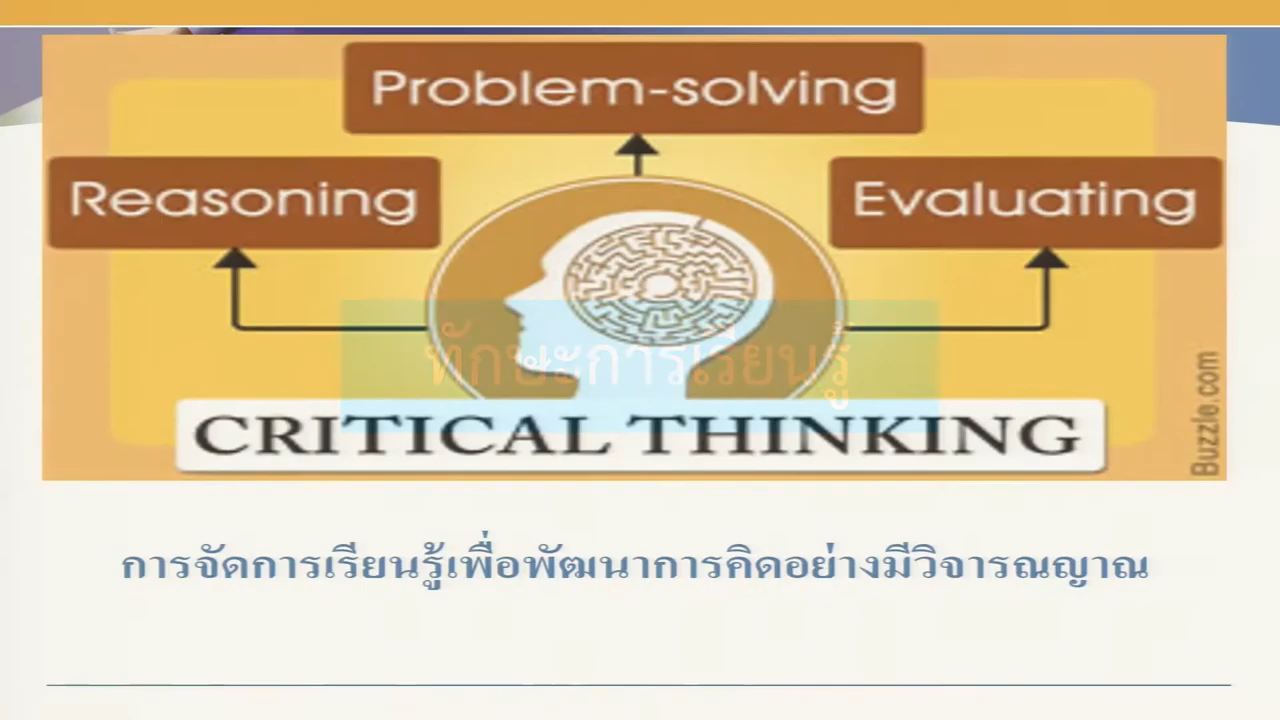 Problem-solving
Reasoning
Evaluating
ทักษะการเรียนรู้
CRITICAL THINKING
Buzzle.com
การจัดการเรียนรู้เพื่อพัฒนาการคิดอย่างมีวิจารณญาณ